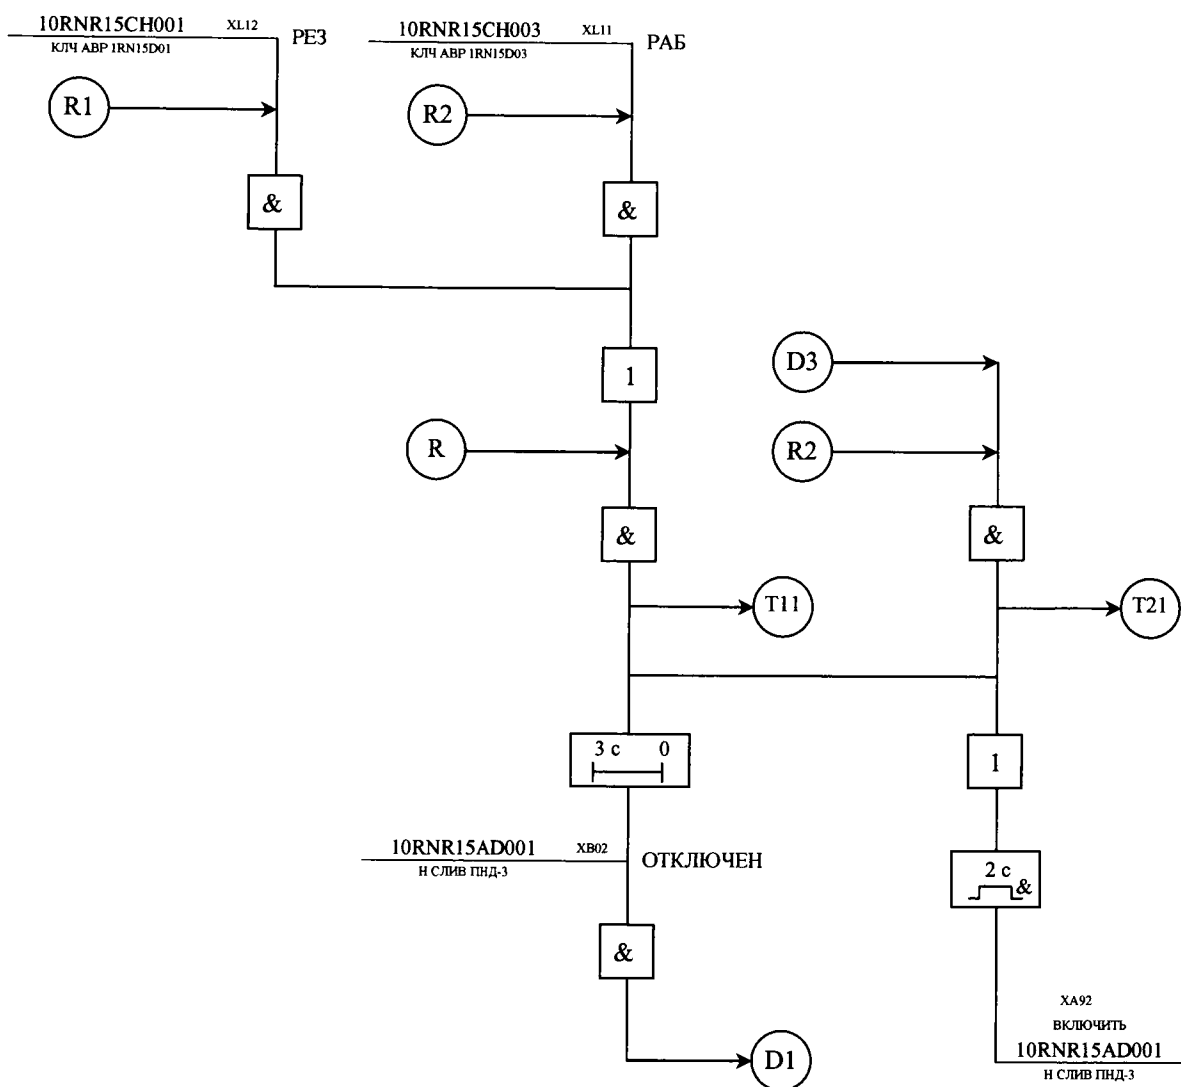 10RNR15CH001 XL12 РЕЗ
КЛЧ АВР 1RN15D01
10RNR15CH003 XL11 РАБ
КЛЧ АВР 1RN15D03
R1
R2
&
&
1
D3
R
R2
&
&
T11
T21
3 с 0
1
10RNR15AD001 XB02 ОТКЛЮЧЕН
Н СЛИВ ПНД-3
2 с
&
&
XA92
ВКЛЮЧИТЬ
10RNR15AD001
Н СЛИВ ПНД-3
D1